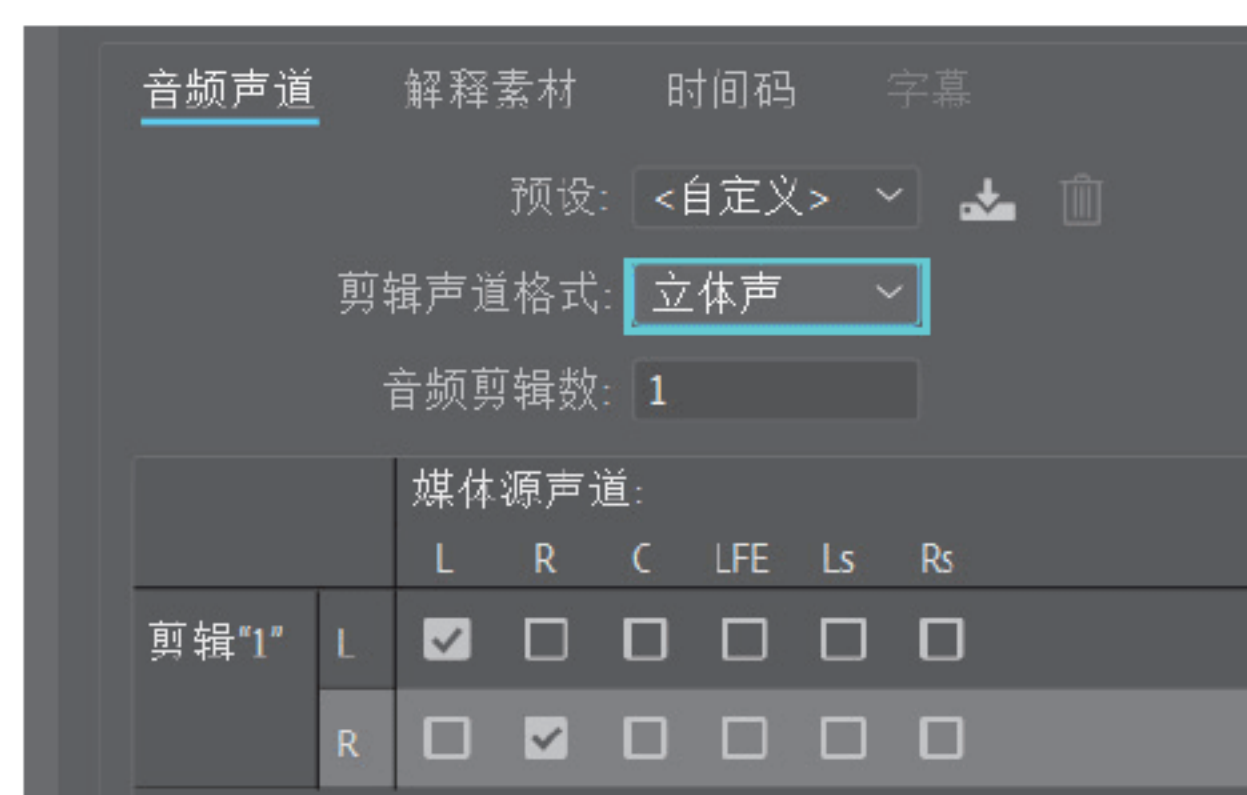 音频声道 解释素材 时间码 字幕
预设: <自定义>
剪辑声道格式: 立体声
音频剪辑数: 1
媒体源声道:
L R C LFE Ls Rs
剪辑"1" L
R